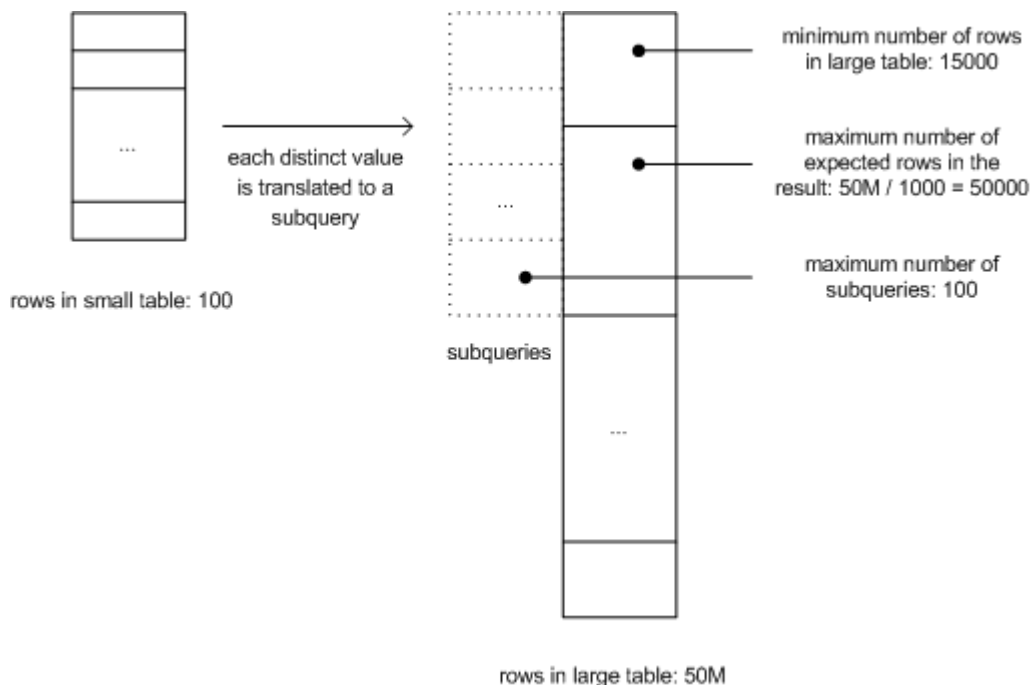 minimum number of rows
in large table: 15000
...
each distinct value
is translated to a
subquery
maximum number of
expected rows in the
result: 50M / 1000 = 50000
...
maximum number of
subqueries: 100
rows in small table: 100
subqueries
...
rows in large table: 50M